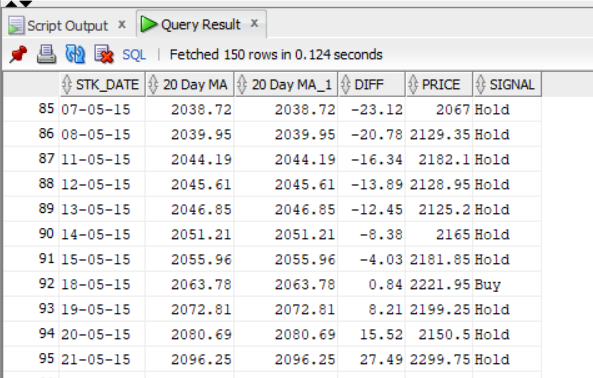 Script Output x Query Result x
SQL | Fetched 150 rows in 0.124 seconds
STK_DATE 20 Day MA 20 Day MA_1 DIFF PRICE SIGNAL
85 07-05-15 2038.72 2038.72 -23.12 2067 Hold
86 08-05-15 2039.95 2039.95 -20.78 2129.35 Hold
87 11-05-15 2044.19 2044.19 -16.34 2182.1 Hold
88 12-05-15 2045.61 2045.61 -13.89 2128.95 Hold
89 13-05-15 2046.85 2046.85 -12.45 2125.2 Hold
90 14-05-15 2051.21 2051.21 -8.38 2165 Hold
91 15-05-15 2055.96 2055.96 -4.03 2181.85 Hold
92 18-05-15 2063.78 2063.78 0.84 2221.95 Buy
93 19-05-15 2072.81 2072.81 8.21 2199.25 Hold
94 20-05-15 2080.69 2080.69 15.52 2150.5 Hold
95 21-05-15 2096.25 2096.25 27.49 2299.75 Hold